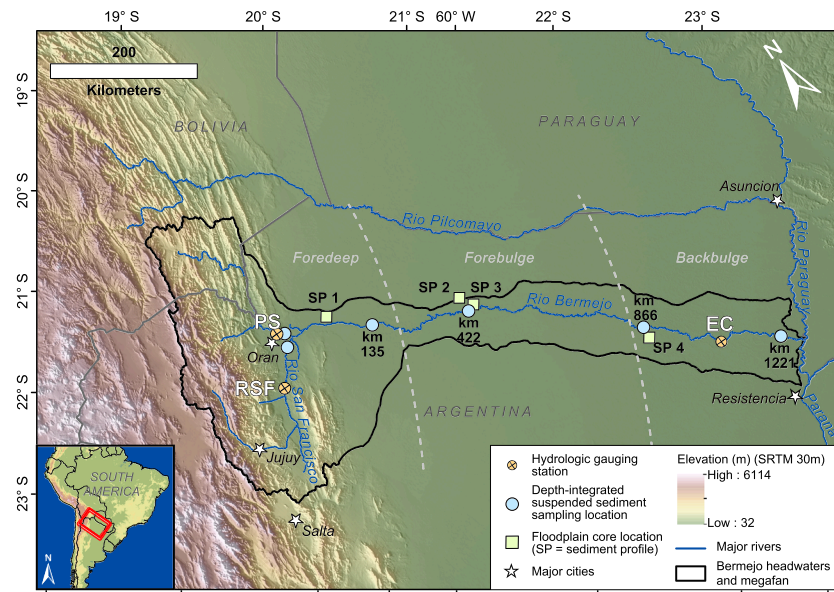 19°S
20°S
21°S
60°W
22°S
23°S
200
Kilometers
N
19°S
20°S
21°S
22°S
23°S
BOLIVIA
PARAGUAY
Asuncion
Rio Pilcomayo
Rio Paraguay
Foredeep
Forebulge
Backbulge
SP 1
SP 2
SP 3
Rio Bermejo
km
866
PS
EC
Oran
km
135
km
422
SP 4
km
1221
RSF
Rio San Francisco
ARGENTINA
Resistencia
Parana
Jujuy
Salta
SOUTH
AMERICA
N
Hydrologic gauging
station
Depth-integrated
suspended sediment
sampling location
Floodplain core location
(SP = sediment profile)
Major cities
Elevation (m) (SRTM 30m)
High : 6114
Low : 32
Major rivers
Bermejo headwaters
and megafan